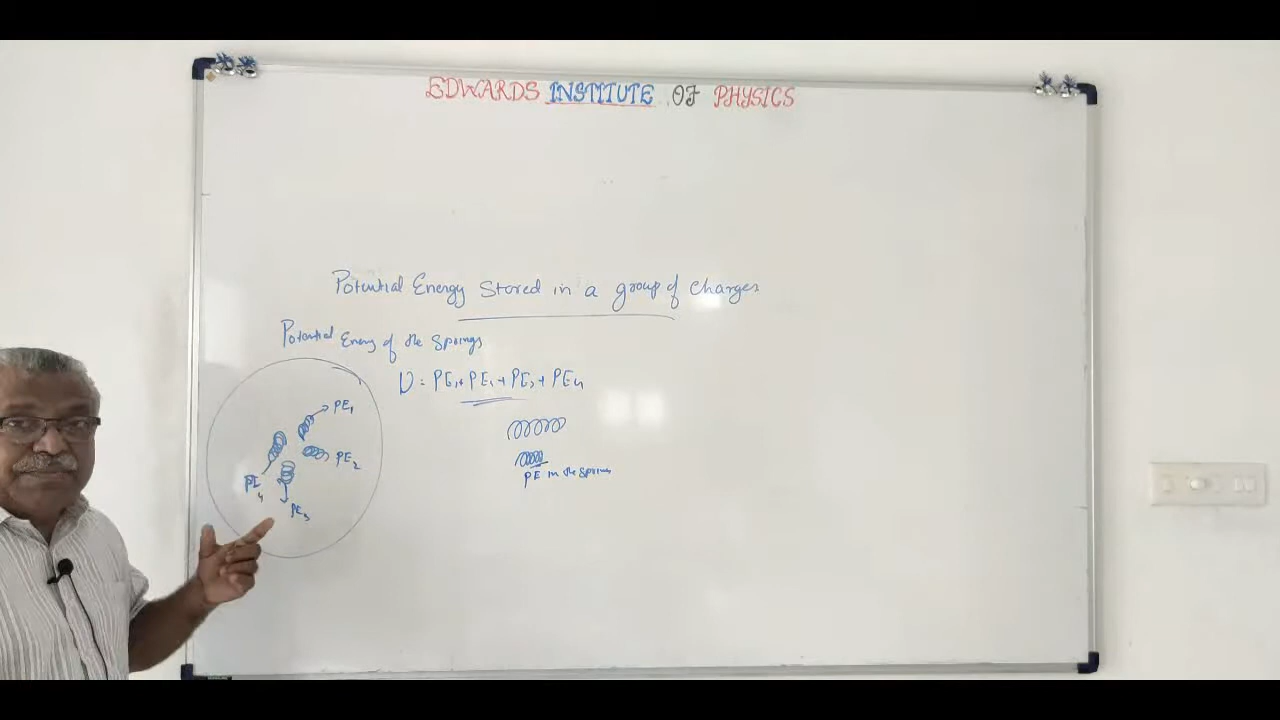 EDWARDS INSTITUTE OF PHYSICS
Potential Energy Stored in a group of charges
Potential Energy of the Springs
U = PE₁ + PE₂ + PE₃ + PE₄
PE₁
PE₂
PE₄
PE₃
PE in the Spring